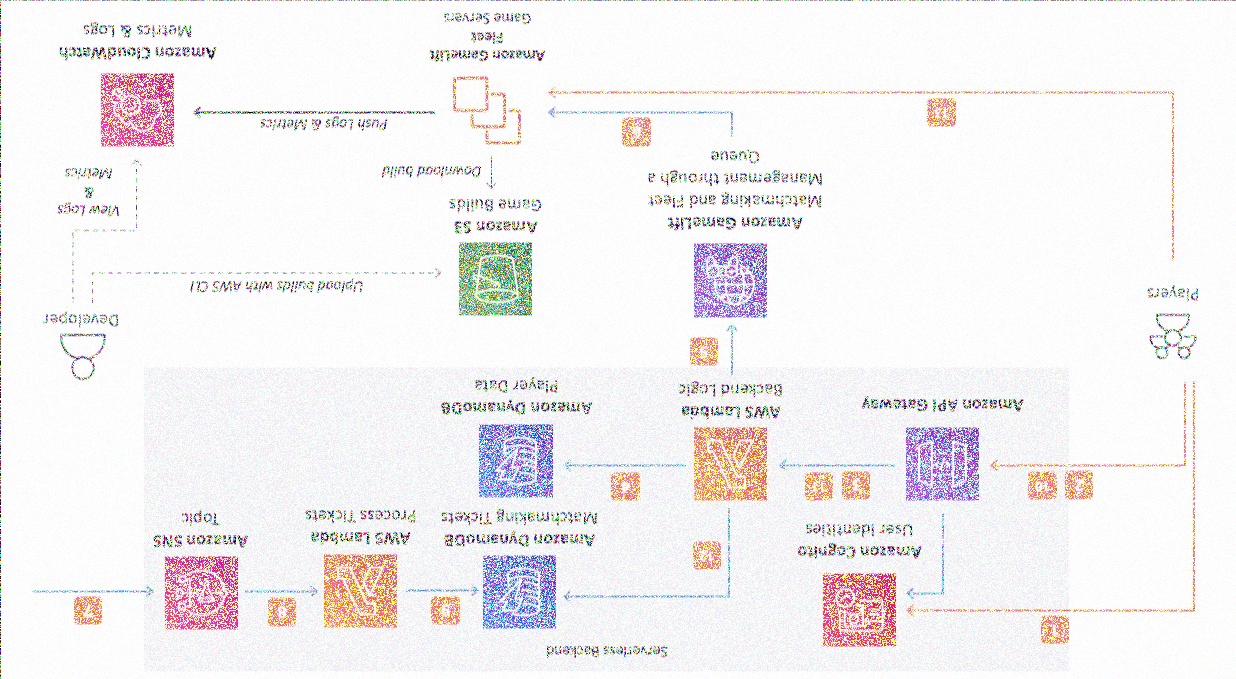 Serverless Backend
1
7
Amazon Cognito
User Identities
Amazon DynamoDB
Matchmaking Tickets
AWS Lambda
Process Tickets
Amazon SNS
Topic
Amazon API Gateway
AWS Lambda
Backend Logic
Amazon DynamoDB
Player Data
Players
Developer
Upload builds with AWS CLI
Amazon GameLift
Matchmaking and Fleet
Management through a
Queue
Amazon S3
Game Builds
View Logs
&
Metrics
Download build
Push Logs & Metrics
Amazon GameLift
Fleet
Game Servers
Amazon CloudWatch
Metrics & Logs